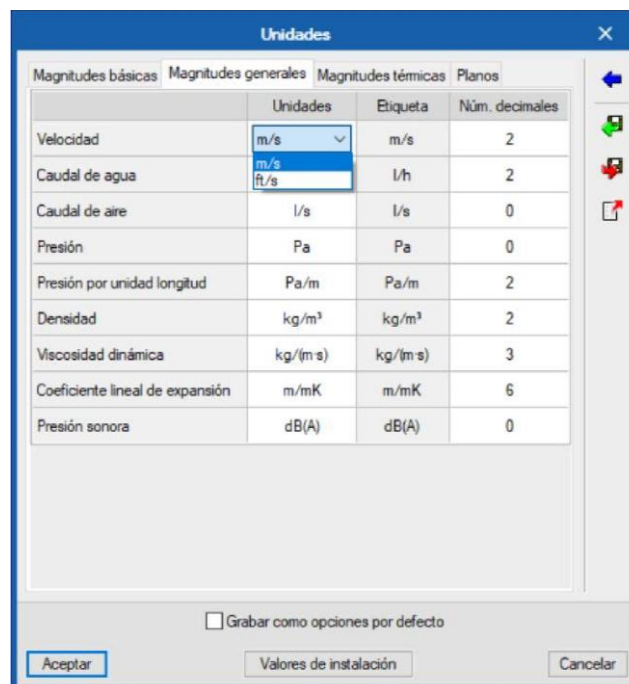 Unidades
Magnitudes básicas Magnitudes generales Magnitudes térmicas Planos
Unidades Etiqueta Núm. decimales
Velocidad m/s m/s 2
m/s
ft/s
Caudal de agua l/h 2
Caudal de aire l/s l/s 0
Presión Pa Pa 0
Presión por unidad longitud Pa/m Pa/m 2
Densidad kg/m³ kg/m³ 2
Viscosidad dinámica kg/(m·s) kg/(m·s) 3
Coeficiente lineal de expansión m/mK m/mK 6
Presión sonora dB(A) dB(A) 0
Grabar como opciones por defecto
Aceptar Valores de instalación Cancelar